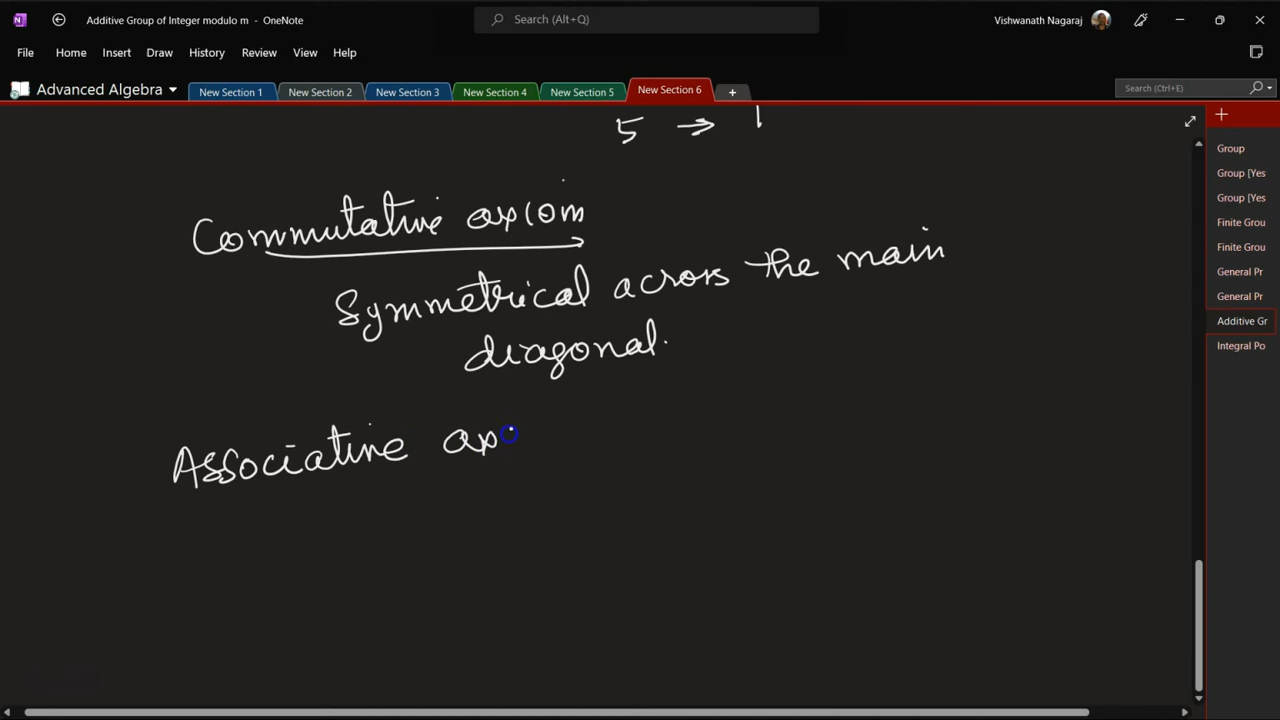 Additive Group of Integer modulo m - OneNote
Search (Alt+Q)
Vishwanath Nagaraj
File Home Insert Draw History Review View Help
Advanced Algebra
New Section 1 New Section 2 New Section 3 New Section 4 New Section 5 New Section 6 +
Search (Ctrl+E)
5 → 1
Commutative axiom
Symmetrical across the main
diagonal.
Associative ax
Group
Group [Yes
Group [Yes
Finite Grou
Finite Grou
General Pr
General Pr
Additive Gr
Integral Po